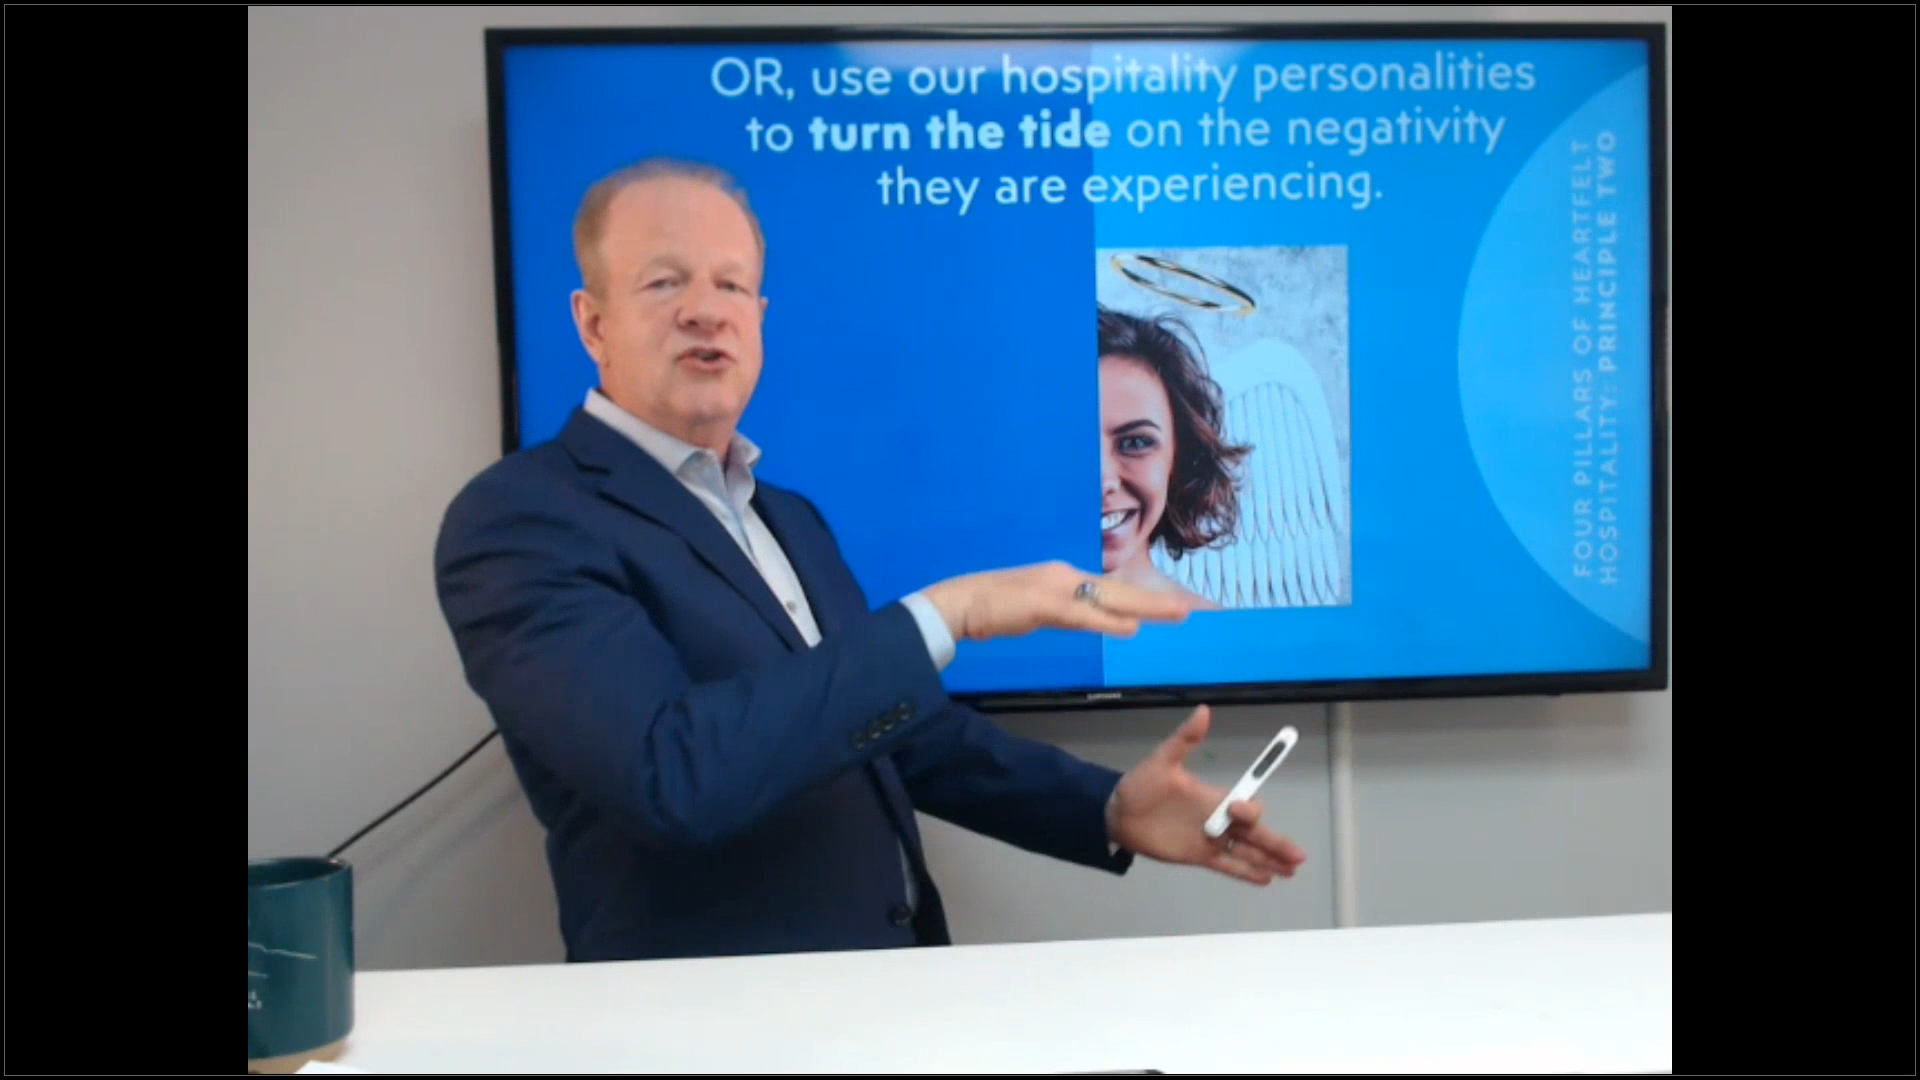 OR, use our hospitality personalities
to turn the tide on the negativity
they are experiencing.
FOUR PILLARS OF HEARTFELT
HOSPITALITY: PRINCIPLE TWO
SAMSUNG